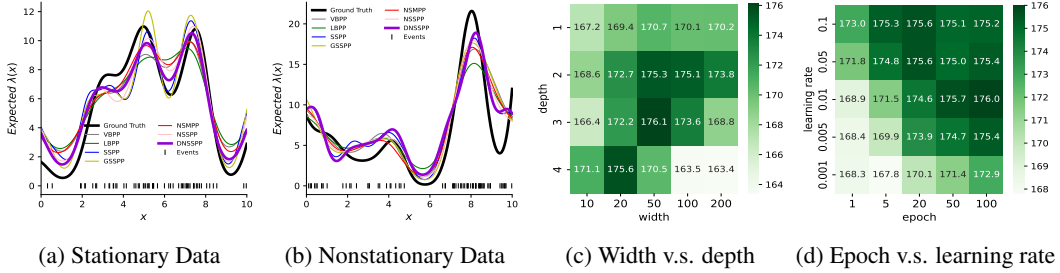 Expected λ(x)
12
10
8
6
4
2
0
Ground Truth
VBPP
LBPP
SSPP
GSSPP
NSMPP
NSSPP
DNSSPP
Events
0 2 4 6 8 10
x
(a) Stationary Data
Expected λ(x)
20
15
10
5
0
Ground Truth
VBPP
LBPP
SSPP
GSSPP
NSMPP
NSSPP
DNSSPP
Events
0 2 4 6 8 10
x
(b) Nonstationary Data
depth
1 167.2 169.4 170.7 170.1 170.2
2 168.6 172.7 175.3 175.1 173.8
3 166.4 172.2 176.1 173.6 168.8
4 171.1 175.6 170.5 163.5 163.4
10 20 50 100 200
width
176
174
172
170
168
166
164
(c) Width v.s. depth
learning rate
0.1 173.0 175.3 175.6 175.1 175.2
0.05 171.8 174.8 175.6 175.0 175.4
0.01 168.9 171.5 174.6 175.7 176.0
0.005 168.4 169.9 173.9 174.7 175.4
0.001 168.3 167.8 170.1 171.4 172.9
1 5 20 50 100
epoch
176
175
174
173
172
171
170
169
168
(d) Epoch v.s. learning rate